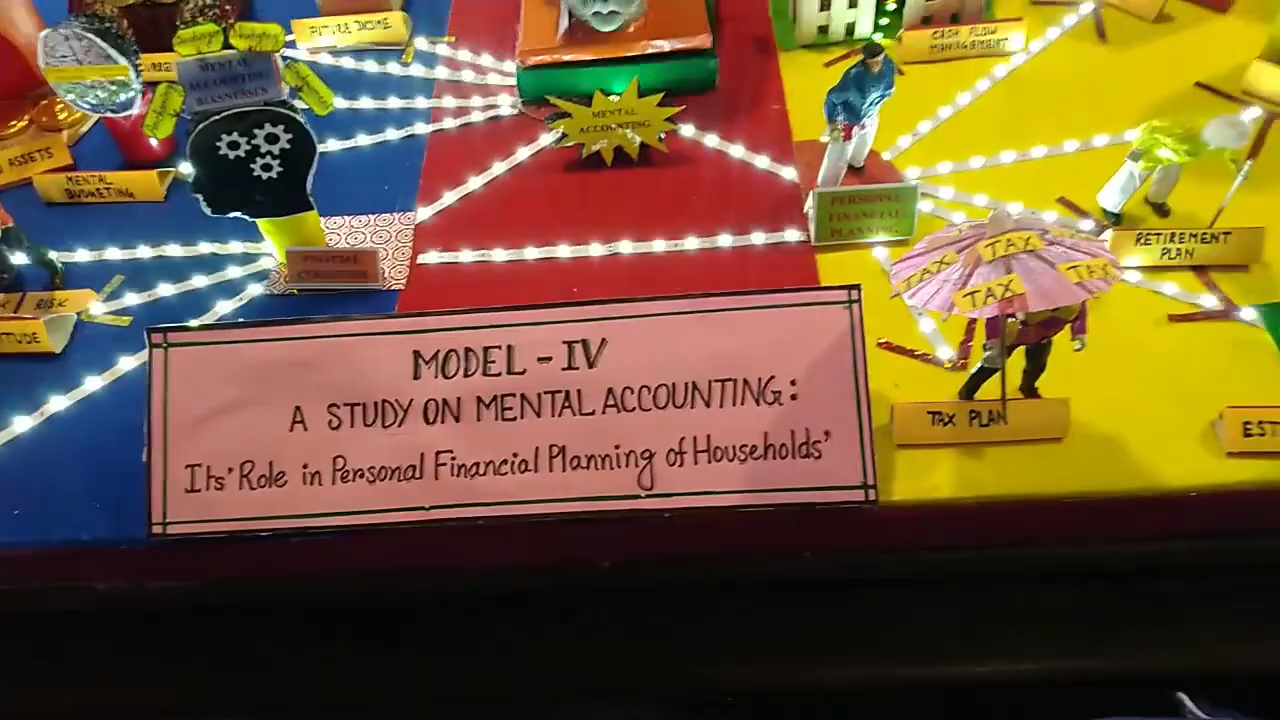 FUTURE INCOME
CASH FLOW
MANAGEMENT
MENTAL
ACCOUNTING
MENTAL
ACCOUNTING
ASSETS
MENTAL
BUDGETING
PERSONAL
FINANCIAL
PLANNING
RETIREMENT
PLAN
TAX
TAX
TAX
TAX
RISK
TAX PLAN
EST
MODEL - IV
A STUDY ON MENTAL ACCOUNTING:
Its' Role in Personal Financial Planning of Households'